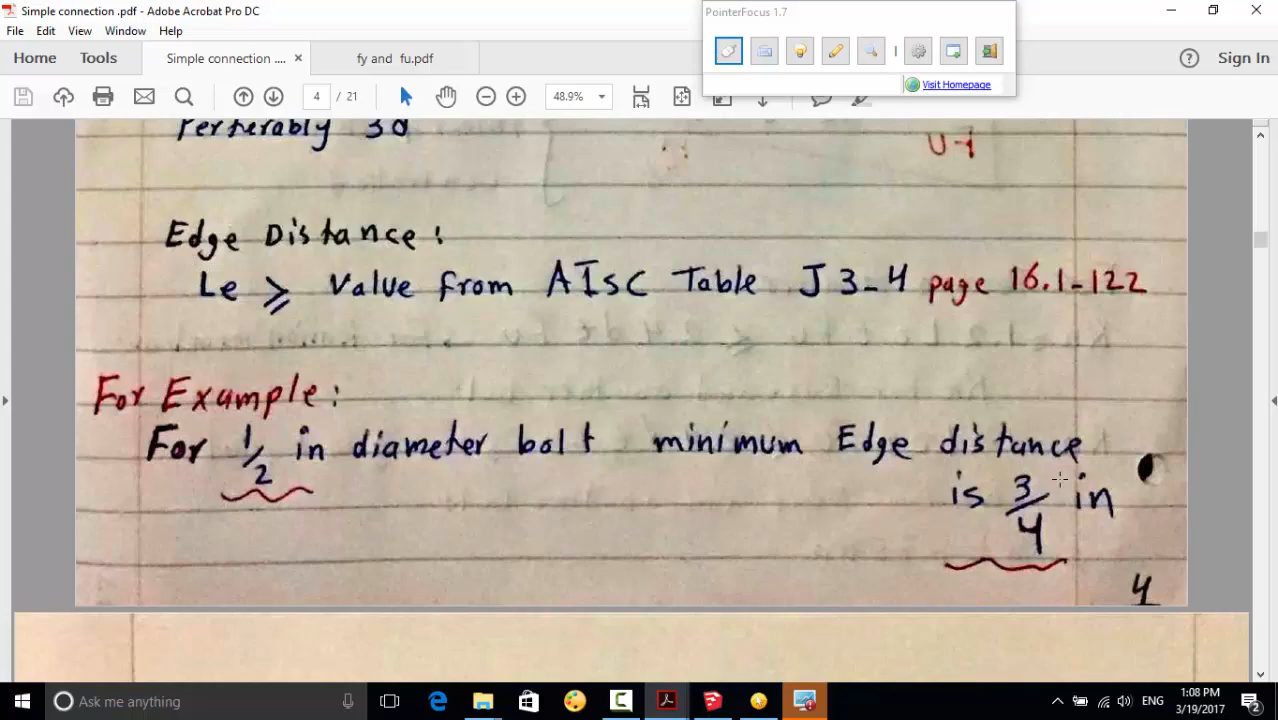 Simple connection .pdf - Adobe Acrobat Pro DC
PointerFocus 1.7
File Edit View Window Help
Home Tools Simple connection .... × fy and fu.pdf Sign In
Visit Homepage
4 / 21 48.9%
Perferably 3d
Edge Distance:
Le ≥ Value from AISC Table J3-4 page 16.1-122
For Example:
For 1/2 in diameter bolt minimum Edge distance
is 3/4 in
4
Ask me anything
ENG
1:08 PM
3/19/2017
2